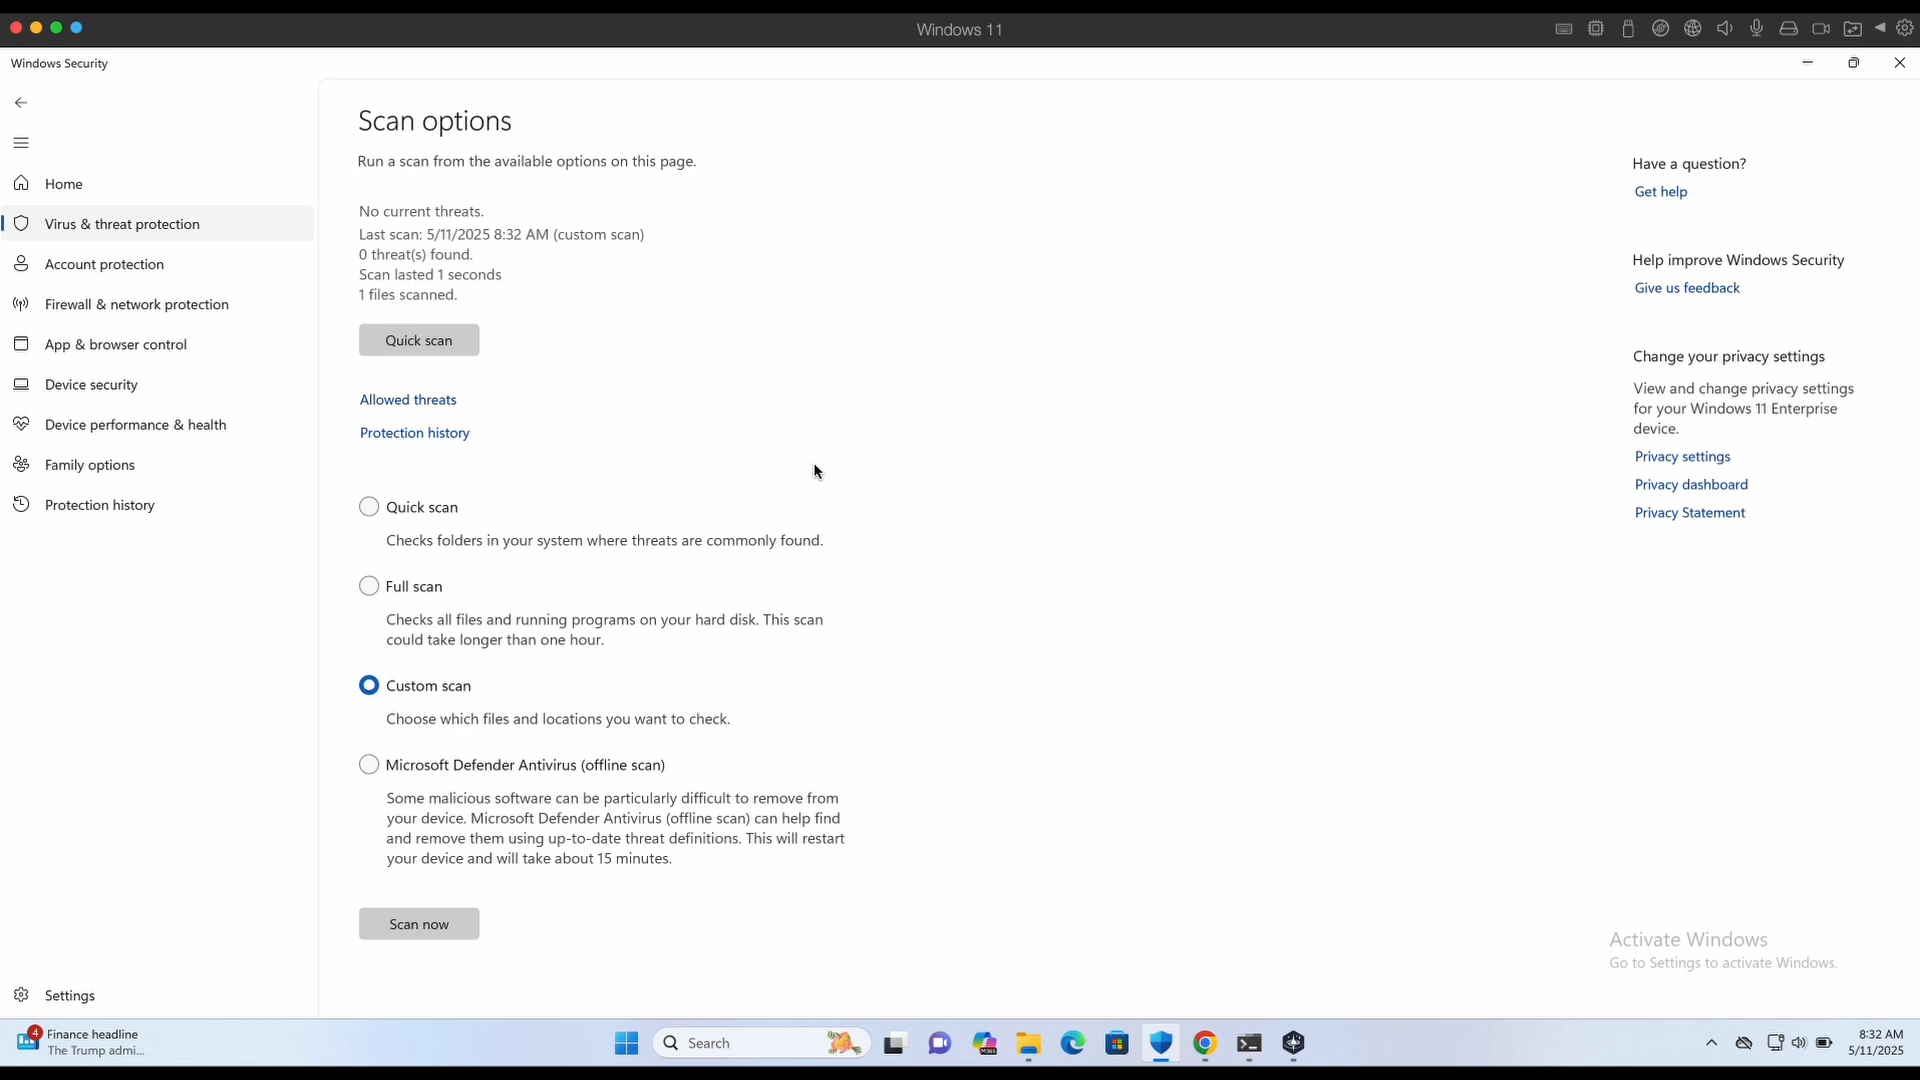 Windows 11
Windows Security
Home
Virus & threat protection
Account protection
Firewall & network protection
App & browser control
Device security
Device performance & health
Family options
Protection history
Settings
Scan options
Run a scan from the available options on this page.
No current threats.
Last scan: 5/11/2025 8:32 AM (custom scan)
0 threat(s) found.
Scan lasted 1 seconds
1 files scanned.
Quick scan
Allowed threats
Protection history
Quick scan
Checks folders in your system where threats are commonly found.
Full scan
Checks all files and running programs on your hard disk. This scan
could take longer than one hour.
Custom scan
Choose which files and locations you want to check.
Microsoft Defender Antivirus (offline scan)
Some malicious software can be particularly difficult to remove from
your device. Microsoft Defender Antivirus (offline scan) can help find
and remove them using up-to-date threat definitions. This will restart
your device and will take about 15 minutes.
Scan now
Have a question?
Get help
Help improve Windows Security
Give us feedback
Change your privacy settings
View and change privacy settings
for your Windows 11 Enterprise
device.
Privacy settings
Privacy dashboard
Privacy Statement
Activate Windows
Go to Settings to activate Windows.
4
Finance headline
The Trump admi...
Search
M365
8:32 AM
5/11/2025